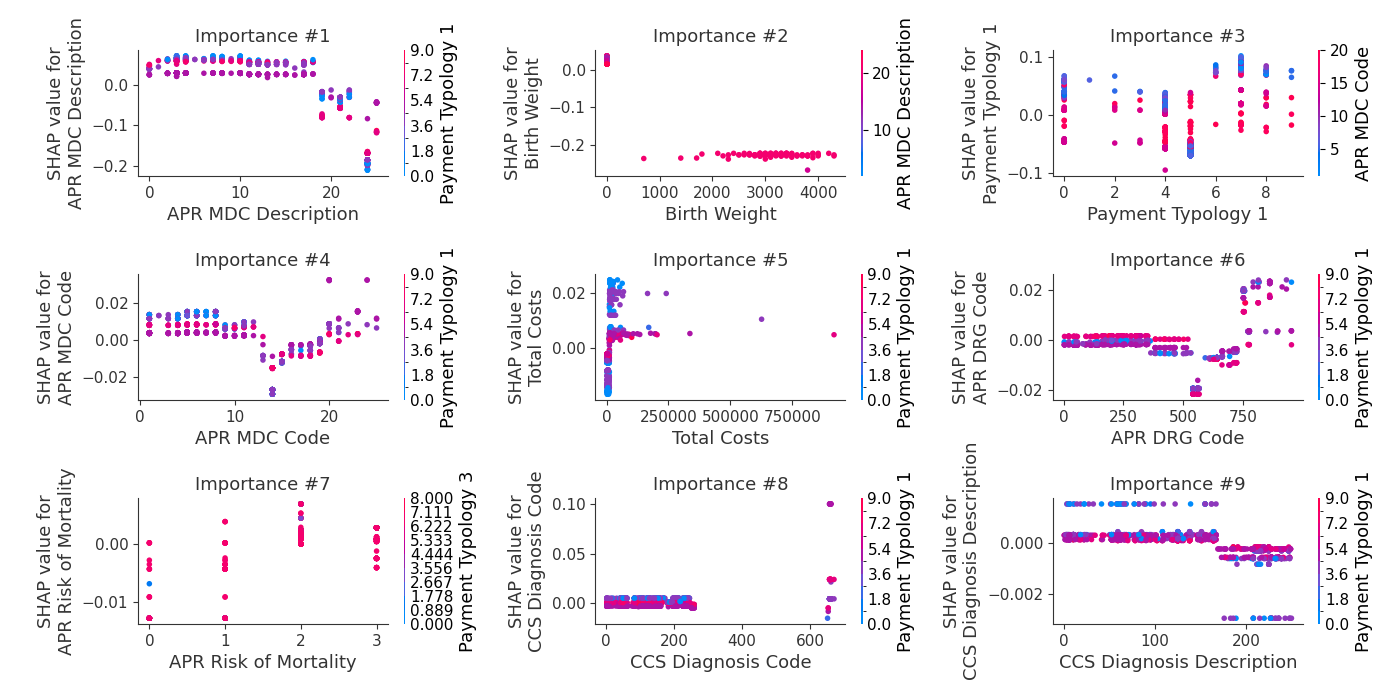 Importance #1
SHAP value for
APR MDC Description
0.0
−0.1
−0.2
0
10
20
APR MDC Description
9.0
7.2
5.4
3.6
1.8
0.0
Payment Typology 1
Importance #2
SHAP value for
Birth Weight
0.0
−0.1
−0.2
0
1000
2000
3000
4000
Birth Weight
20
10
APR MDC Description
Importance #3
SHAP value for
Payment Typology 1
0.1
0.0
−0.1
0
2
4
6
8
Payment Typology 1
20
15
10
5
APR MDC Code
Importance #4
SHAP value for
APR MDC Code
0.02
0.00
−0.02
0
10
20
APR MDC Code
9.0
7.2
5.4
3.6
1.8
0.0
Payment Typology 1
Importance #5
SHAP value for
Total Costs
0.02
0.00
0
250000
500000
750000
Total Costs
9.0
7.2
5.4
3.6
1.8
0.0
Payment Typology 1
Importance #6
SHAP value for
APR DRG Code
0.02
0.00
−0.02
0
250
500
750
APR DRG Code
9.0
7.2
5.4
3.6
1.8
0.0
Payment Typology 1
Importance #7
SHAP value for
APR Risk of Mortality
0.00
−0.01
0
1
2
3
APR Risk of Mortality
8.000
7.111
6.222
5.333
4.444
3.556
2.667
1.778
0.889
0.000
Payment Typology 3
Importance #8
SHAP value for
CCS Diagnosis Code
0.10
0.05
0.00
0
200
400
600
CCS Diagnosis Code
9.0
7.2
5.4
3.6
1.8
0.0
Payment Typology 1
Importance #9
SHAP value for
CCS Diagnosis Description
0.000
−0.002
0
100
200
CCS Diagnosis Description
9.0
7.2
5.4
3.6
1.8
0.0
Payment Typology 1